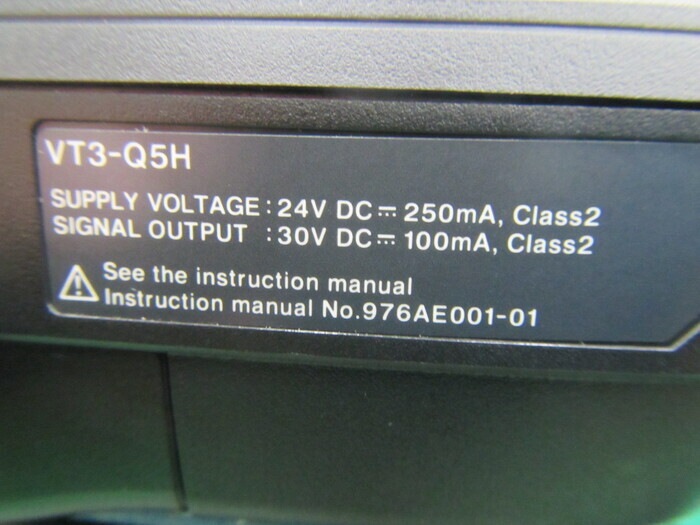 VT3-Q5H
SUPPLY VOLTAGE : 24V DC⎓ 250mA, Class2
SIGNAL OUTPUT : 30V DC⎓ 100mA, Class2
See the instruction manual
Instruction manual No.976AE001-01